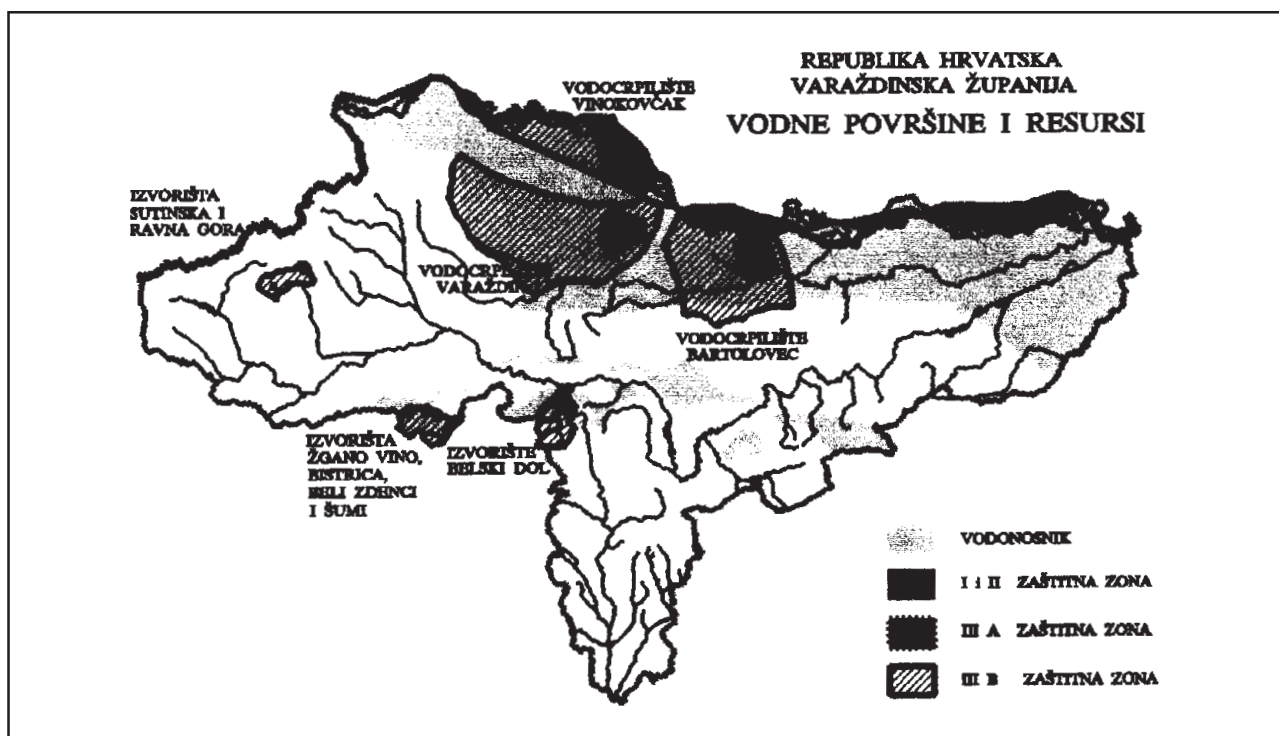 REPUBLIKA HRVATSKA
VARAŽDINSKA ŽUPANIJA
VODNE POVRŠINE I RESURSI
VODOCRPILIŠTE
VINOKOVČAK
IZVORIŠTA
SUTINSKA I
RAVNA GORA
VODOCRPILIŠTE
BARTOLOVEC
IZVORIŠTA
ŽGANO VINO,
BISTRICA,
BELI ZDENCI
I ŠUMI
IZVORIŠTE
BELSKI DOL
VODONOSNIK
I i II ZAŠTITNA ZONA
III A ZAŠTITNA ZONA
III B ZAŠTITNA ZONA